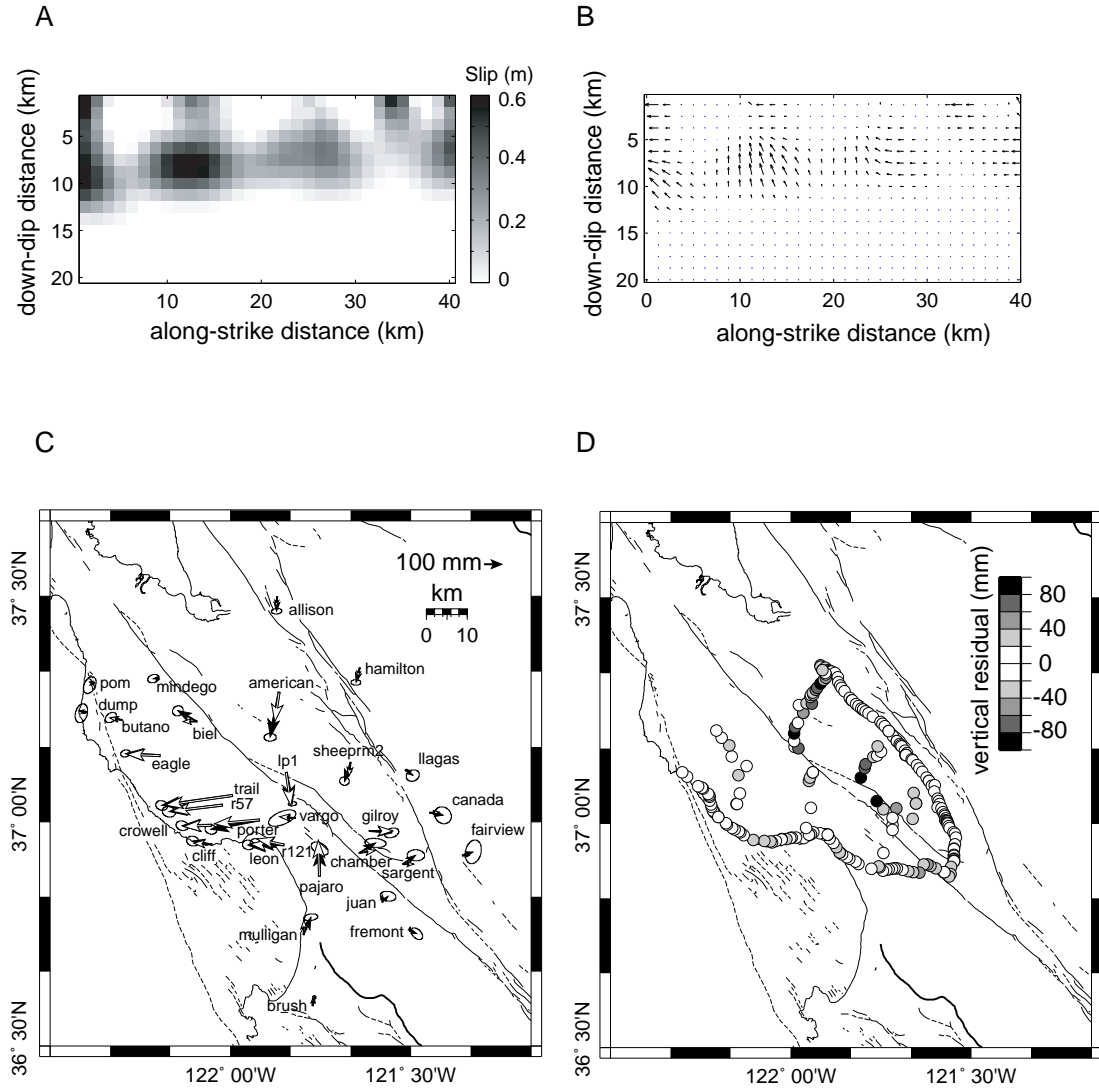 A
B
Slip (m)
down-dip distance (km)
5
10
15
20
10
20
30
40
along-strike distance (km)
0.6
0.4
0.2
0
down-dip distance (km)
5
10
15
20
0
10
20
30
40
along-strike distance (km)
C
D
37° 30'N
37° 00'N
36° 30'N
122° 00'W
121° 30'W
100 mm
km
0 10
allison
hamilton
american
pom
mindego
dump
butano
biel
sheeprm2
llagas
eagle
lp1
trail
r57
canada
crowell
porter
vargo
gilroy
fairview
cliff
leon
r121
chamber
sargent
pajaro
juan
mulligan
fremont
brush
37° 30'N
37° 00'N
36° 30'N
122° 00'W
121° 30'W
vertical residual (mm)
80
40
0
-40
-80